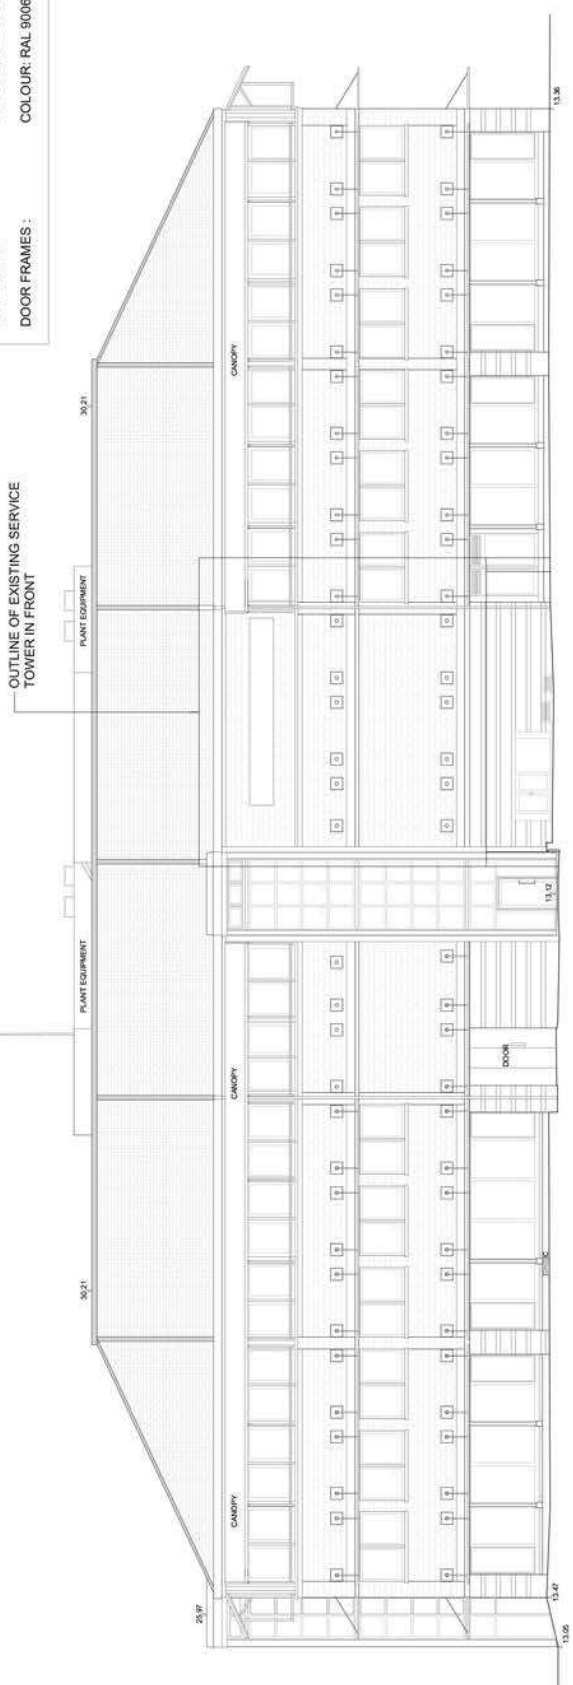 DOOR FRAMES :
COLOUR: RAL 9006
OUTLINE OF EXISTING SERVICE
TOWER IN FRONT
PLANT EQUIPMENT
PLANT EQUIPMENT
30.21
30.21
25.97
CANOPY
CANOPY
CANOPY
DOOR
13.12
13.05
13.47
13.36